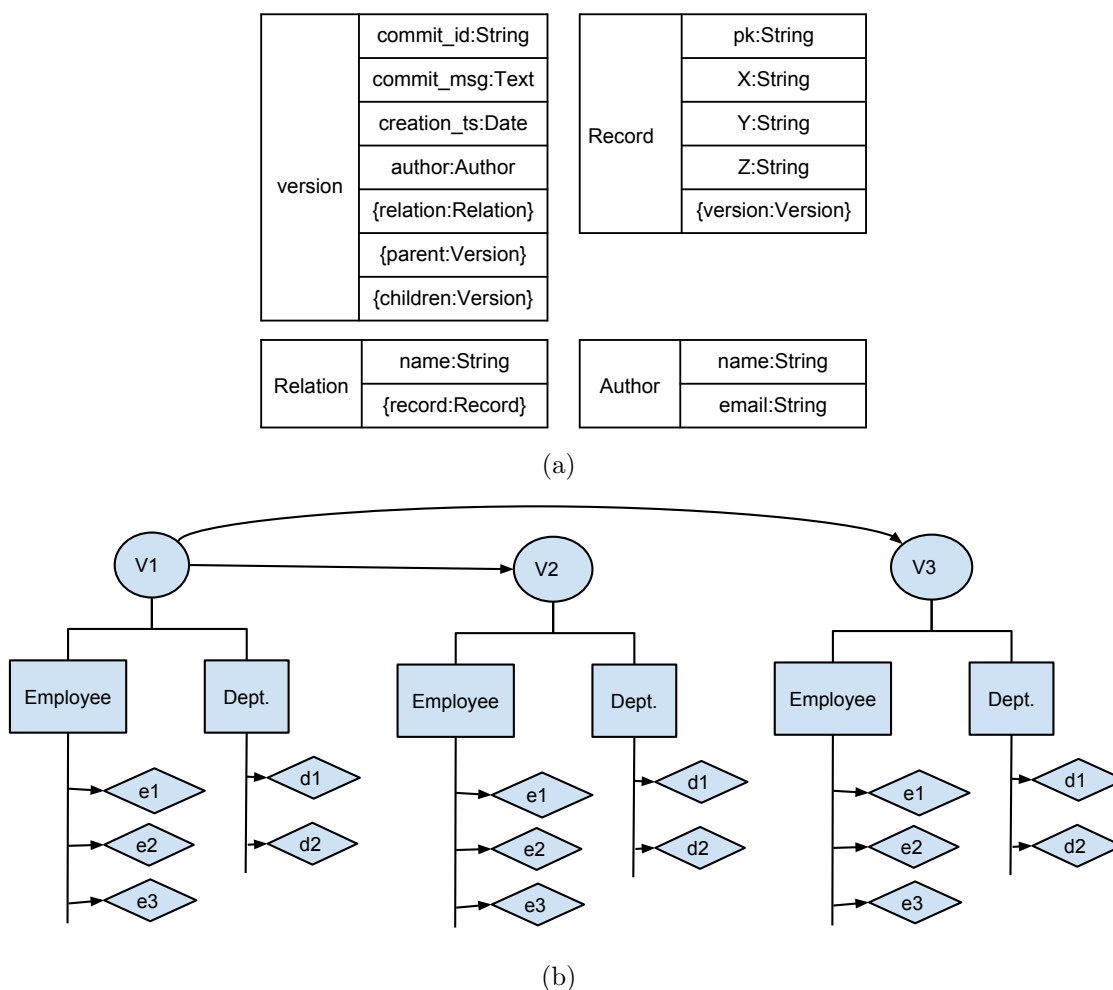 version
commit_id:String
commit_msg:Text
creation_ts:Date
author:Author
{relation:Relation}
{parent:Version}
{children:Version}
Record
pk:String
X:String
Y:String
Z:String
{version:Version}
Relation
name:String
{record:Record}
Author
name:String
email:String
(a)
V1
V2
V3
Employee
Dept.
e1
e2
e3
d1
d2
Employee
Dept.
e1
e2
e3
d1
d2
Employee
Dept.
e1
e2
e3
d1
d2
(b)